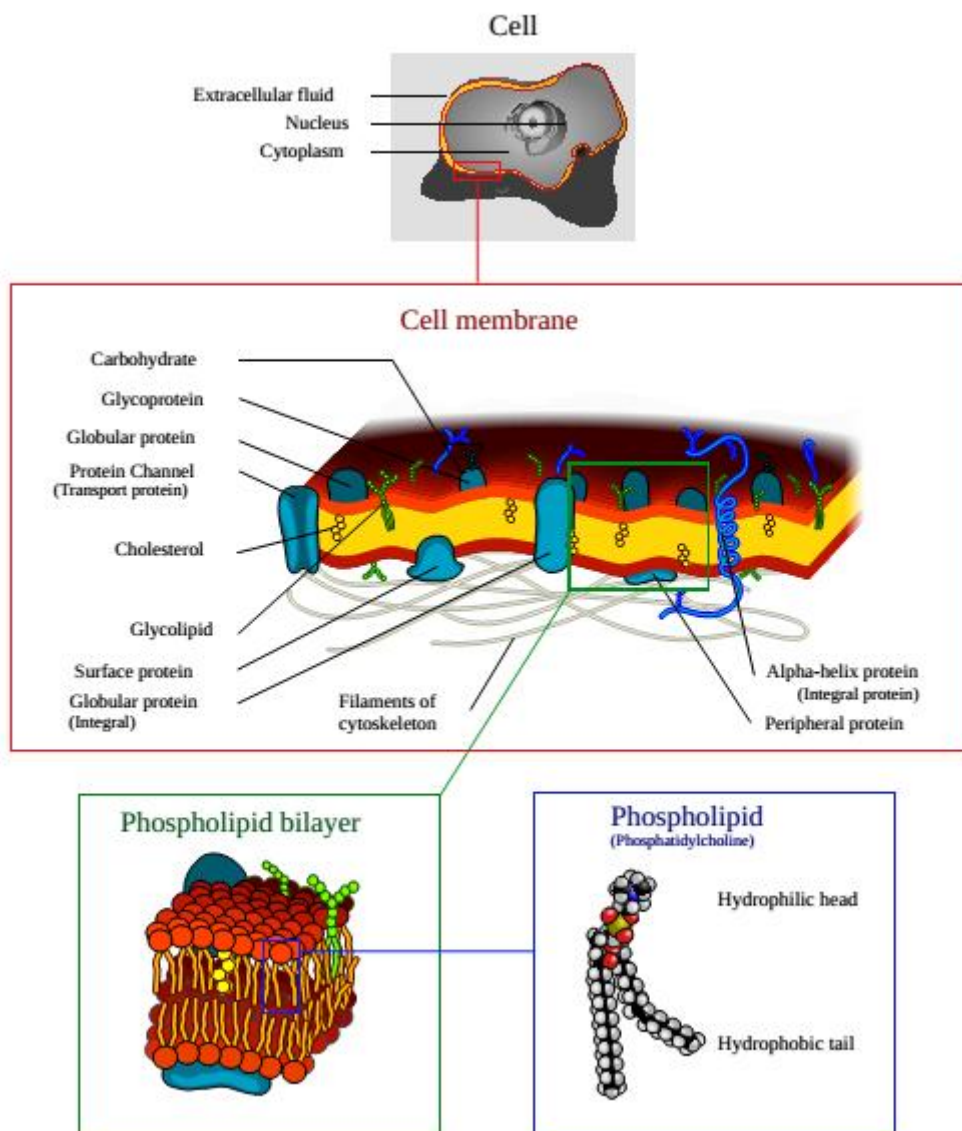 Cell
Extracellular fluid
Nucleus
Cytoplasm
Cell membrane
Carbohydrate
Glycoprotein
Globular protein
Protein Channel
(Transport protein)
Cholesterol
Glycolipid
Surface protein
Globular protein
(Integral)
Filaments of
cytoskeleton
Alpha-helix protein
(Integral protein)
Peripheral protein
Phospholipid bilayer
Phospholipid
(Phosphatidylcholine)
Hydrophilic head
Hydrophobic tail